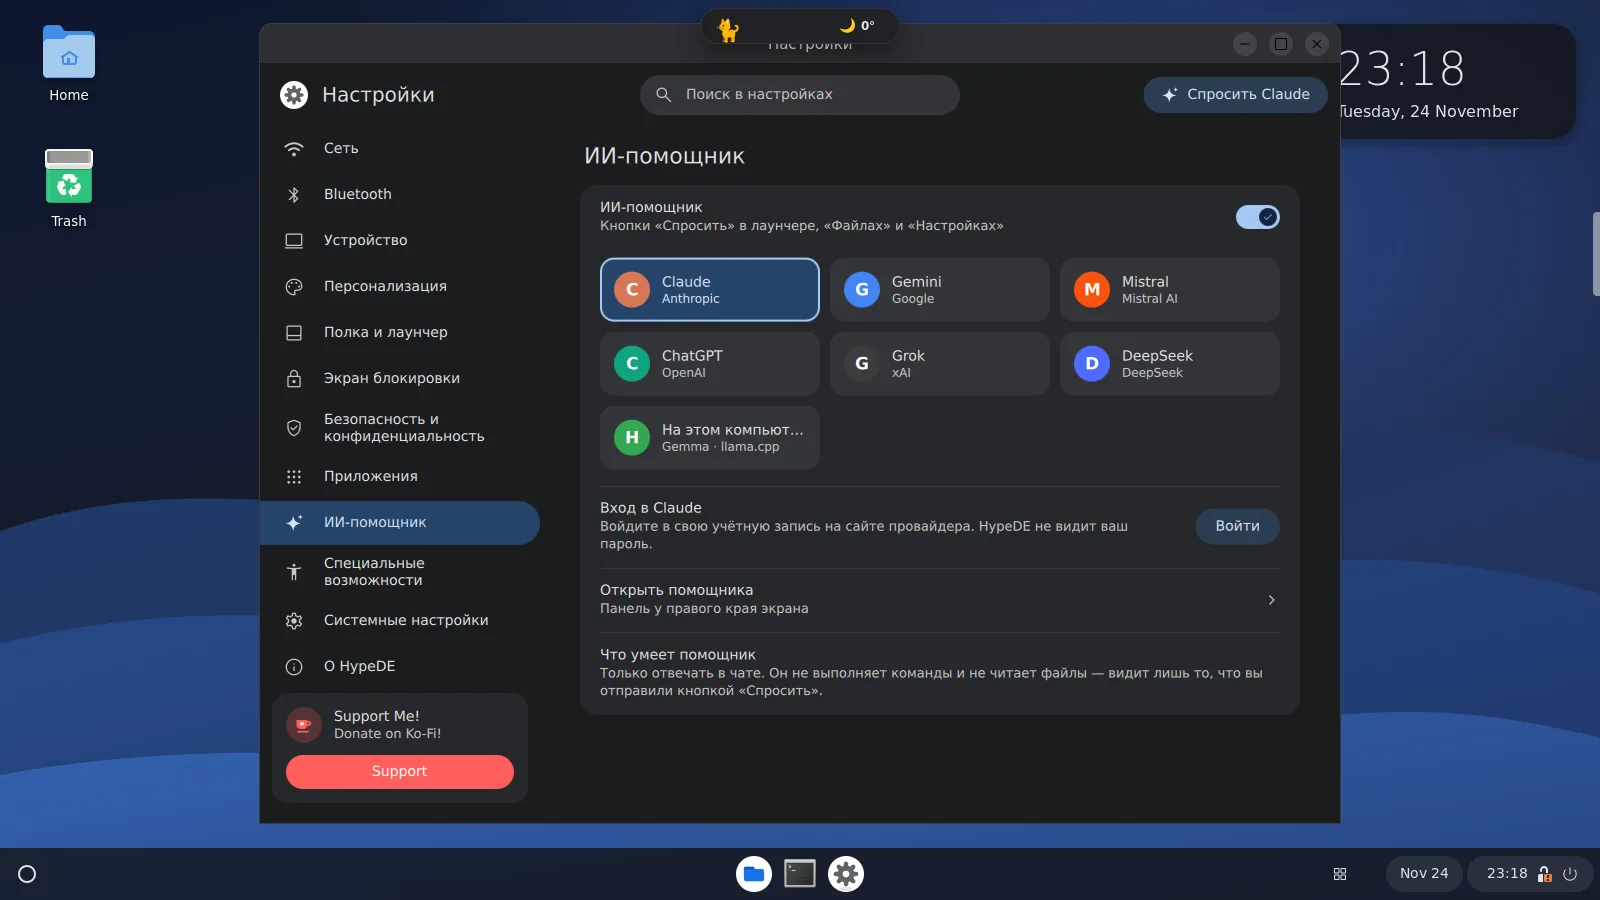 0°
Настройки
Home
Trash
23:18
Tuesday, 24 November
Настройки
Поиск в настройках
Спросить Claude
Сеть
Bluetooth
Устройство
Персонализация
Полка и лаунчер
Экран блокировки
Безопасность и
конфиденциальность
Приложения
ИИ-помощник
Специальные
возможности
Системные настройки
О HypeDE
Support Me!
Donate on Ko-Fi!
Support
ИИ-помощник
ИИ-помощник
Кнопки «Спросить» в лаунчере, «Файлах» и «Настройках»
C
Claude
Anthropic
G
Gemini
Google
M
Mistral
Mistral AI
C
ChatGPT
OpenAI
G
Grok
xAI
D
DeepSeek
DeepSeek
Н
На этом компьют...
Gemma · llama.cpp
Вход в Claude
Войдите в свою учётную запись на сайте провайдера. HypeDE не видит ваш
пароль.
Войти
Открыть помощника
Панель у правого края экрана
Что умеет помощник
Только отвечать в чате. Он не выполняет команды и не читает файлы — видит лишь то, что вы
отправили кнопкой «Спросить».
Nov 24
23:18